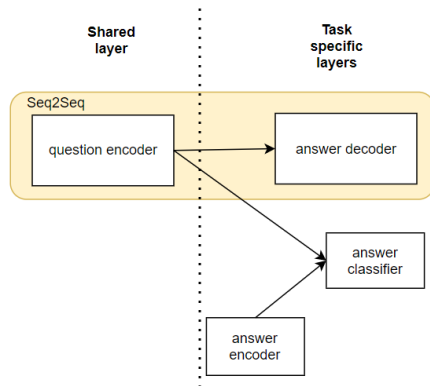 Shared
layer
Task
specific
layers
Seq2Seq
question encoder
answer decoder
answer
classifier
answer
encoder